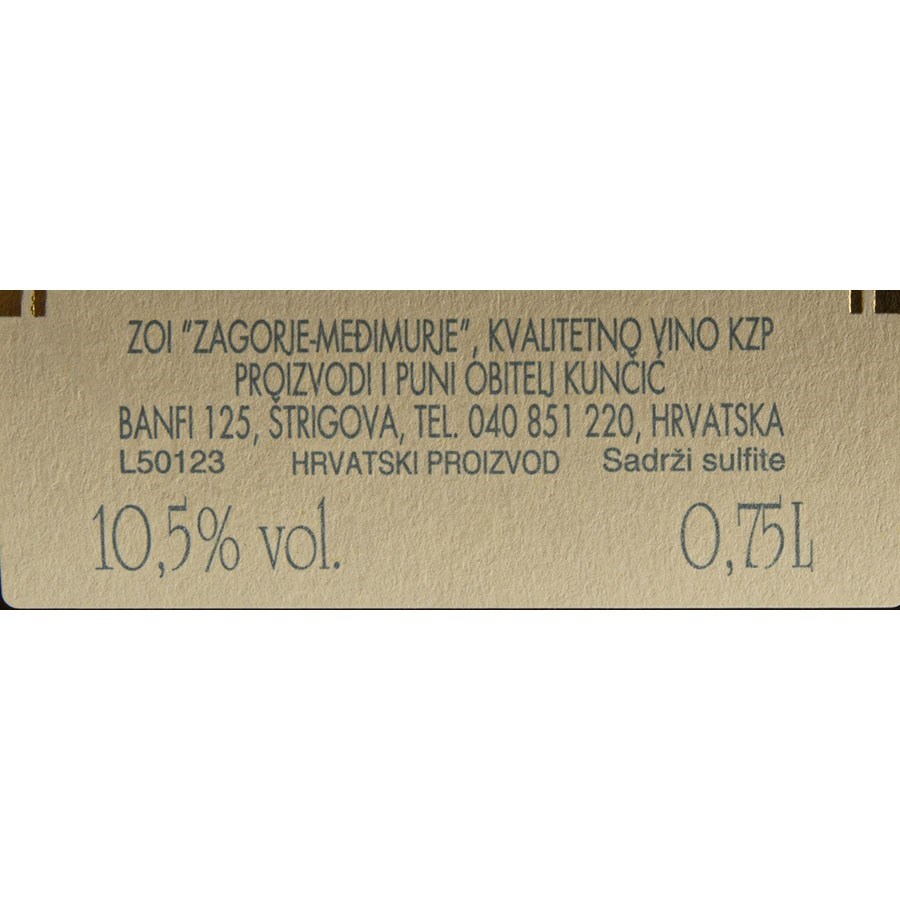 ZOI "ZAGORJE-MEĐIMURJE", KVALITETNO VINO KZP
PROIZVODI I PUNI OBITELJ KUNČIĆ
BANFI 125, ŠTRIGOVA, TEL. 040 851 220, HRVATSKA
L50123 HRVATSKI PROIZVOD Sadrži sulfite
10,5% vol. 0,75L